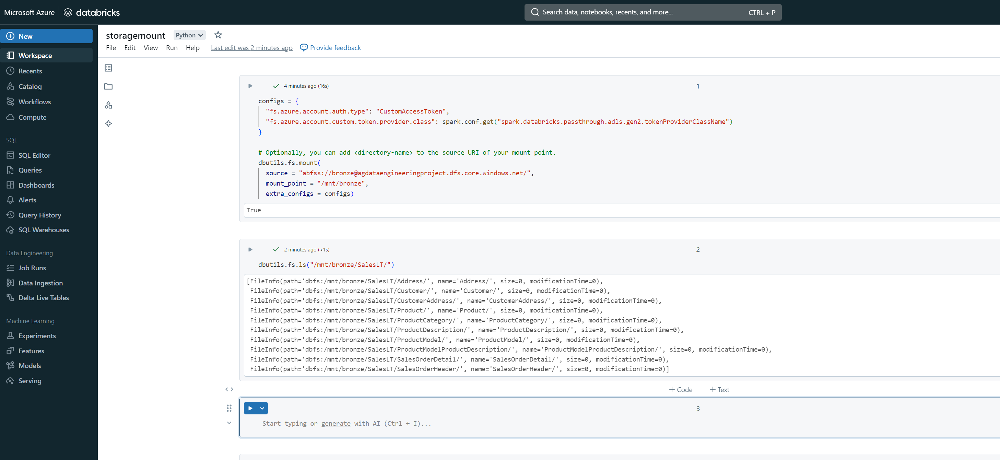 Microsoft Azure databricks
Search data, notebooks, recents, and more... CTRL + P
New
Workspace
Recents
Catalog
Workflows
Compute
SQL
SQL Editor
Queries
Dashboards
Alerts
Query History
SQL Warehouses
Data Engineering
Job Runs
Data Ingestion
Delta Live Tables
Machine Learning
Experiments
Features
Models
Serving
storagemount Python
File Edit View Run Help Last edit was 2 minutes ago Provide feedback
4 minutes ago (16s) 1
configs = {
"fs.azure.account.auth.type": "CustomAccessToken",
"fs.azure.account.custom.token.provider.class": spark.conf.get("spark.databricks.passthrough.adls.gen2.tokenProviderClassName")
}
# Optionally, you can add <directory-name> to the source URI of your mount point.
dbutils.fs.mount(
source = "abfss://bronze@agdataengineeringproject.dfs.core.windows.net/",
mount_point = "/mnt/bronze",
extra_configs = configs)
True
2 minutes ago (<1s) 2
dbutils.fs.ls("/mnt/bronze/SalesLT/")
[FileInfo(path='dbfs:/mnt/bronze/SalesLT/Address/', name='Address/', size=0, modificationTime=0),
FileInfo(path='dbfs:/mnt/bronze/SalesLT/Customer/', name='Customer/', size=0, modificationTime=0),
FileInfo(path='dbfs:/mnt/bronze/SalesLT/CustomerAddress/', name='CustomerAddress/', size=0, modificationTime=0),
FileInfo(path='dbfs:/mnt/bronze/SalesLT/Product/', name='Product/', size=0, modificationTime=0),
FileInfo(path='dbfs:/mnt/bronze/SalesLT/ProductCategory/', name='ProductCategory/', size=0, modificationTime=0),
FileInfo(path='dbfs:/mnt/bronze/SalesLT/ProductDescription/', name='ProductDescription/', size=0, modificationTime=0),
FileInfo(path='dbfs:/mnt/bronze/SalesLT/ProductModel/', name='ProductModel/', size=0, modificationTime=0),
FileInfo(path='dbfs:/mnt/bronze/SalesLT/ProductModelProductDescription/', name='ProductModelProductDescription/', size=0, modificationTime=0),
FileInfo(path='dbfs:/mnt/bronze/SalesLT/SalesOrderDetail/', name='SalesOrderDetail/', size=0, modificationTime=0),
FileInfo(path='dbfs:/mnt/bronze/SalesLT/SalesOrderHeader/', name='SalesOrderHeader/', size=0, modificationTime=0)]
+ Code + Text
3
Start typing or generate with AI (Ctrl + I)...